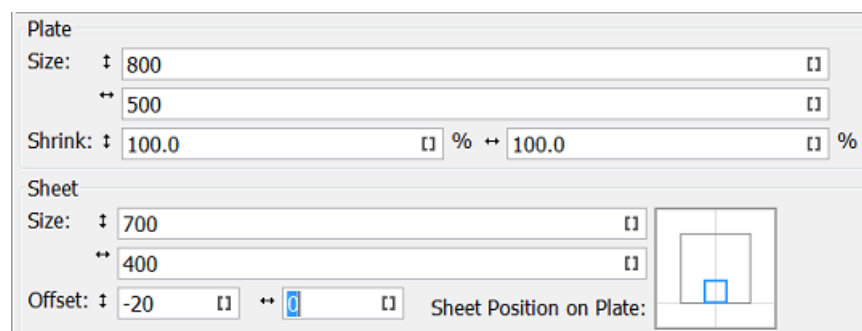 Plate
Size: ↕ 800 []
↔ 500 []
Shrink: ↕ 100.0 [] % ↔ 100.0 [] %
Sheet
Size: ↕ 700 []
↔ 400 []
Offset: ↕ -20 [] ↔ 0 [] Sheet Position on Plate: